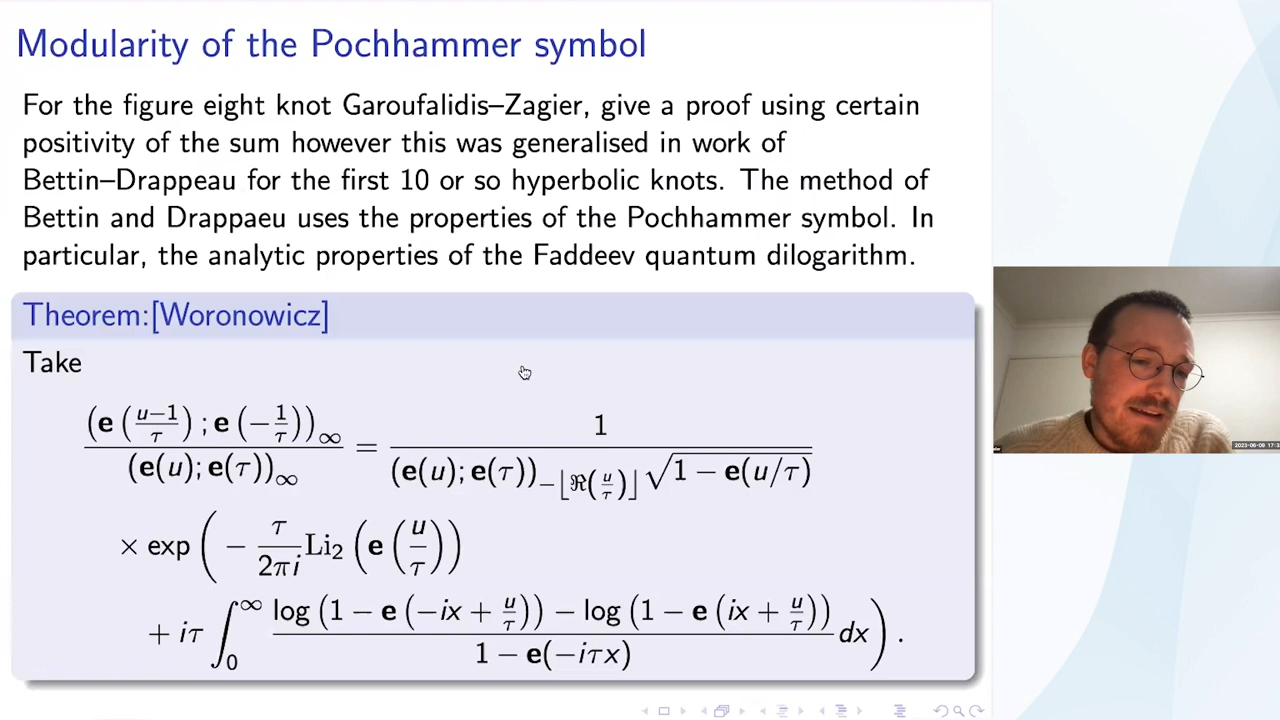 Modularity of the Pochhammer symbol
For the figure eight knot Garoufalidis–Zagier, give a proof using certain
positivity of the sum however this was generalised in work of
Bettin–Drappeau for the first 10 or so hyperbolic knots. The method of
Bettin and Drappaeu uses the properties of the Pochhammer symbol. In
particular, the analytic properties of the Faddeev quantum dilogarithm.
Theorem:[Woronowicz]
Take
(e((u−1)/τ); e(−1/τ))_∞ / (e(u); e(τ))_∞ = 1 / ((e(u); e(τ))_{−⌊ℜ(u/τ)⌋} √(1 − e(u/τ)))
× exp( − τ/(2πi) Li₂(e(u/τ))
+ iτ ∫_0^∞ (log(1 − e(−ix + u/τ)) − log(1 − e(ix + u/τ))) / (1 − e(−iτx)) dx ) .